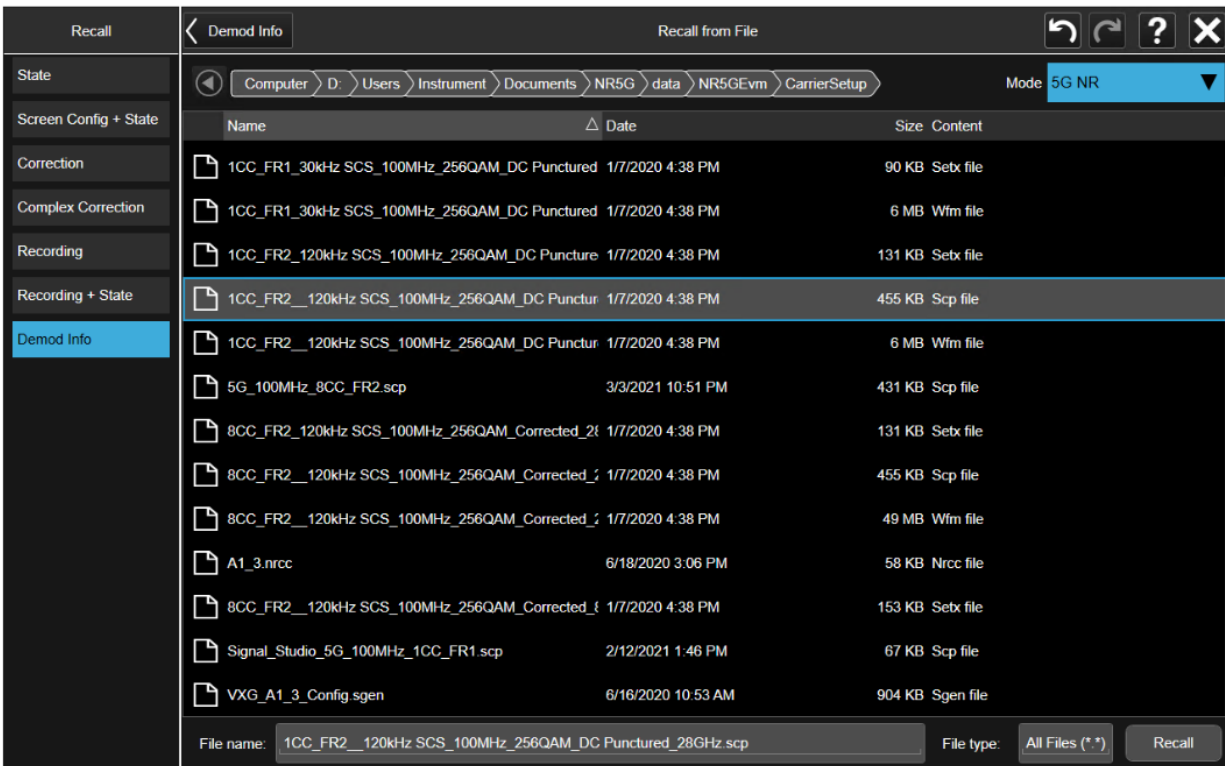 Recall
Demod Info
Recall from File
?
State
Screen Config + State
Correction
Complex Correction
Recording
Recording + State
Demod Info
Computer D: Users Instrument Documents NR5G data NR5GEvm CarrierSetup
Mode 5G NR
Name Date Size Content
1CC_FR1_30kHz SCS_100MHz_256QAM_DC Punctured 1/7/2020 4:38 PM 90 KB Setx file
1CC_FR1_30kHz SCS_100MHz_256QAM_DC Punctured 1/7/2020 4:38 PM 6 MB Wfm file
1CC_FR2_120kHz SCS_100MHz_256QAM_DC Puncture 1/7/2020 4:38 PM 131 KB Setx file
1CC_FR2__120kHz SCS_100MHz_256QAM_DC Punctur 1/7/2020 4:38 PM 455 KB Scp file
1CC_FR2__120kHz SCS_100MHz_256QAM_DC Punctur 1/7/2020 4:38 PM 6 MB Wfm file
5G_100MHz_8CC_FR2.scp 3/3/2021 10:51 PM 431 KB Scp file
8CC_FR2_120kHz SCS_100MHz_256QAM_Corrected_28 1/7/2020 4:38 PM 131 KB Setx file
8CC_FR2__120kHz SCS_100MHz_256QAM_Corrected_2 1/7/2020 4:38 PM 455 KB Scp file
8CC_FR2__120kHz SCS_100MHz_256QAM_Corrected_2 1/7/2020 4:38 PM 49 MB Wfm file
A1_3.nrcc 6/18/2020 3:06 PM 58 KB Nrcc file
8CC_FR2__120kHz SCS_100MHz_256QAM_Corrected_ 1/7/2020 4:38 PM 153 KB Setx file
Signal_Studio_5G_100MHz_1CC_FR1.scp 2/12/2021 1:46 PM 67 KB Scp file
VXG_A1_3_Config.sgen 6/16/2020 10:53 AM 904 KB Sgen file
File name: 1CC_FR2__120kHz SCS_100MHz_256QAM_DC Punctured_28GHz.scp File type: All Files (*.*) Recall